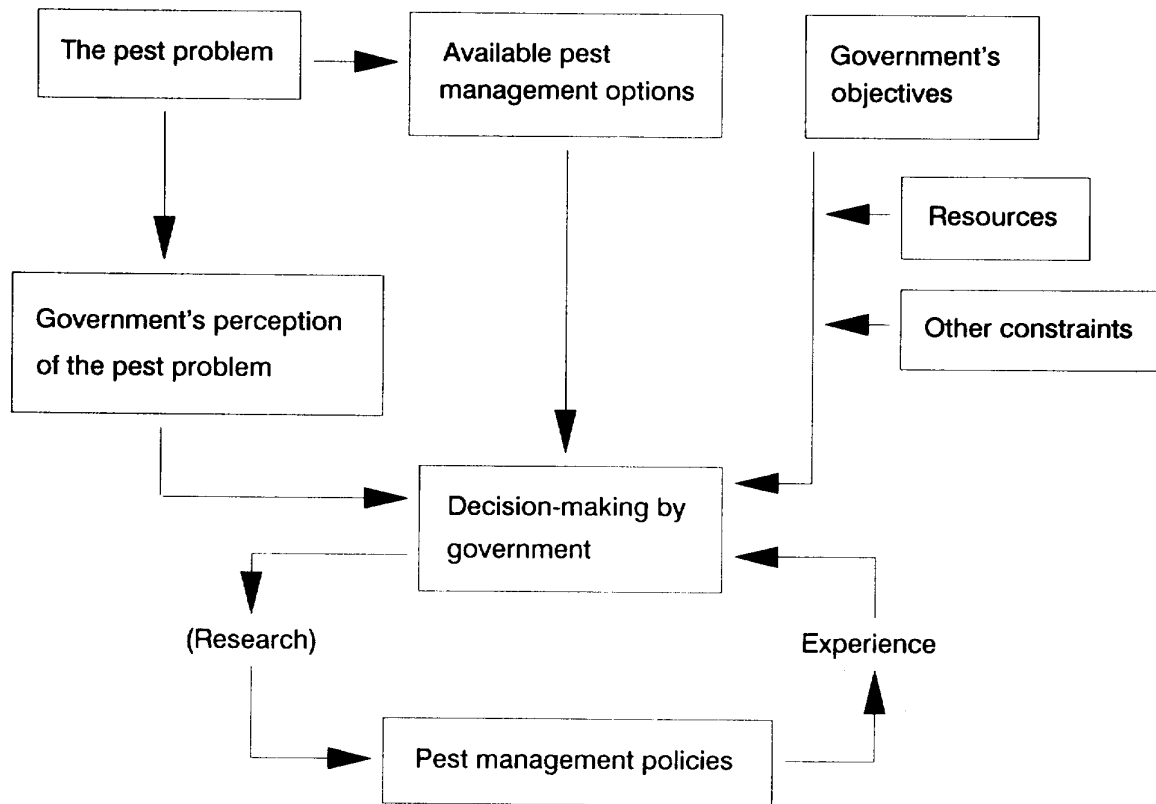 The pest problem
Available pest
management options
Government's
objectives
Resources
Other constraints
Government's perception
of the pest problem
Decision-making by
government
(Research)
Experience
Pest management policies